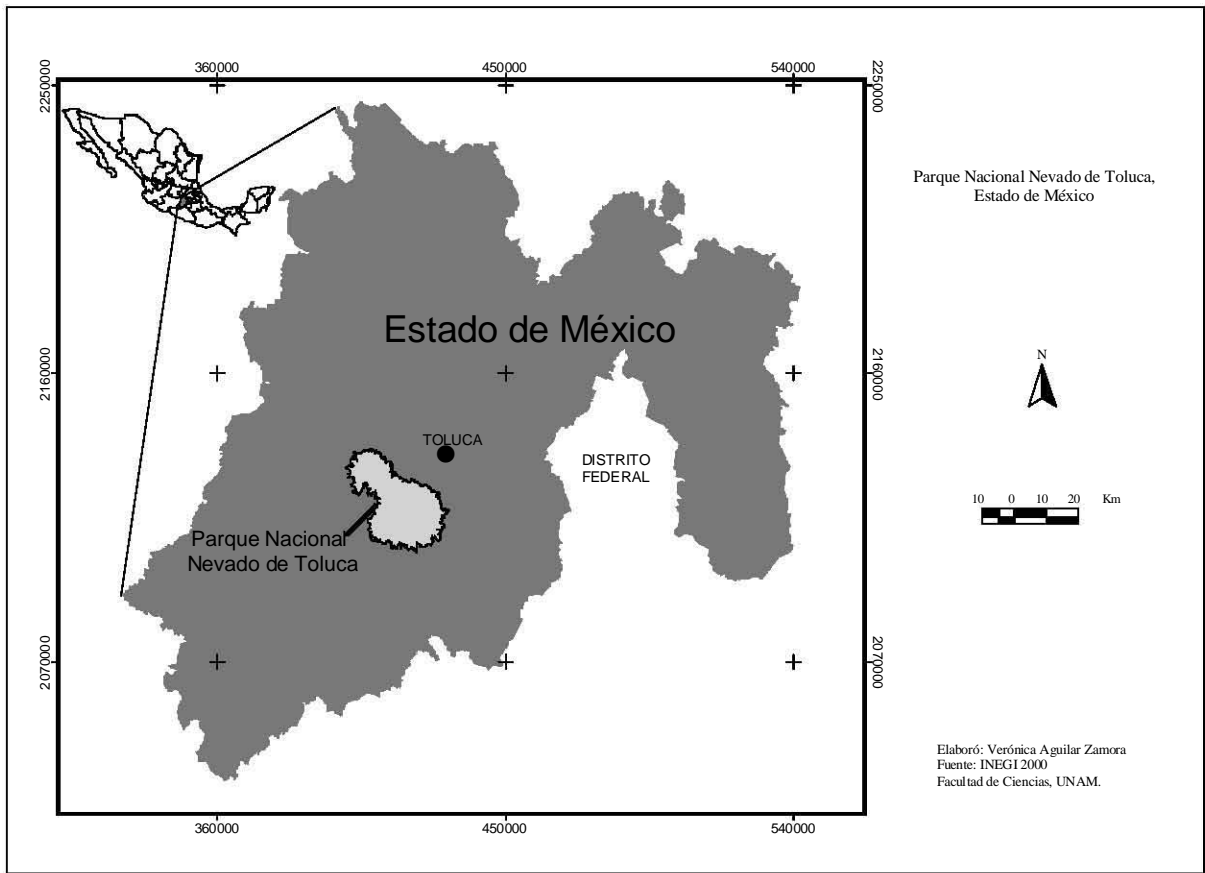 360000
450000
540000
2250000
2250000
Parque Nacional Nevado de Toluca,
Estado de México
Estado de México
2160000
2160000
N
TOLUCA
DISTRITO
FEDERAL
10 0 10 20 Km
Parque Nacional
Nevado de Toluca
2070000
2070000
Elaboró: Verónica Aguilar Zamora
Fuente: INEGI 2000
Facultad de Ciencias, UNAM.
360000
450000
540000